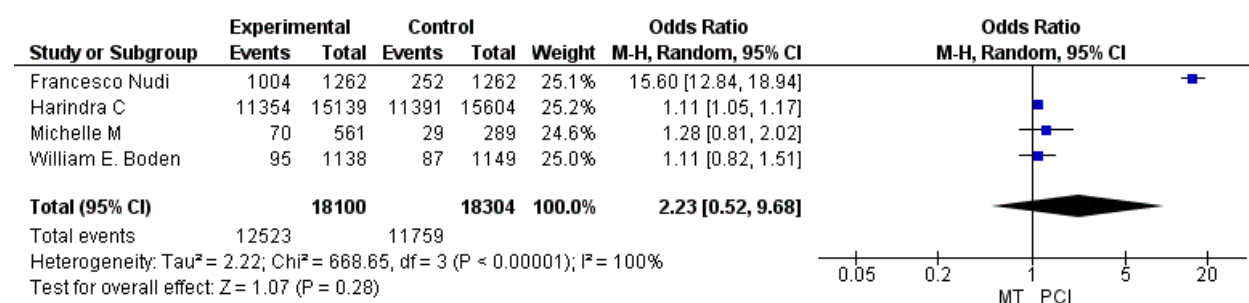 Experimental Control Odds Ratio Odds Ratio
Study or Subgroup Events Total Events Total Weight M-H, Random, 95% CI M-H, Random, 95% CI
Francesco Nudi 1004 1262 252 1262 25.1% 15.60 [12.84, 18.94]
Harindra C 11354 15139 11391 15604 25.2% 1.11 [1.05, 1.17]
Michelle M 70 561 29 289 24.6% 1.28 [0.81, 2.02]
William E. Boden 95 1138 87 1149 25.0% 1.11 [0.82, 1.51]
Total (95% CI) 18100 18304 100.0% 2.23 [0.52, 9.68]
Total events 12523 11759
Heterogeneity: Tau² = 2.22; Chi² = 668.65, df = 3 (P < 0.00001); I² = 100%
Test for overall effect: Z = 1.07 (P = 0.28)
0.05 0.2 1 5 20
MT PCI